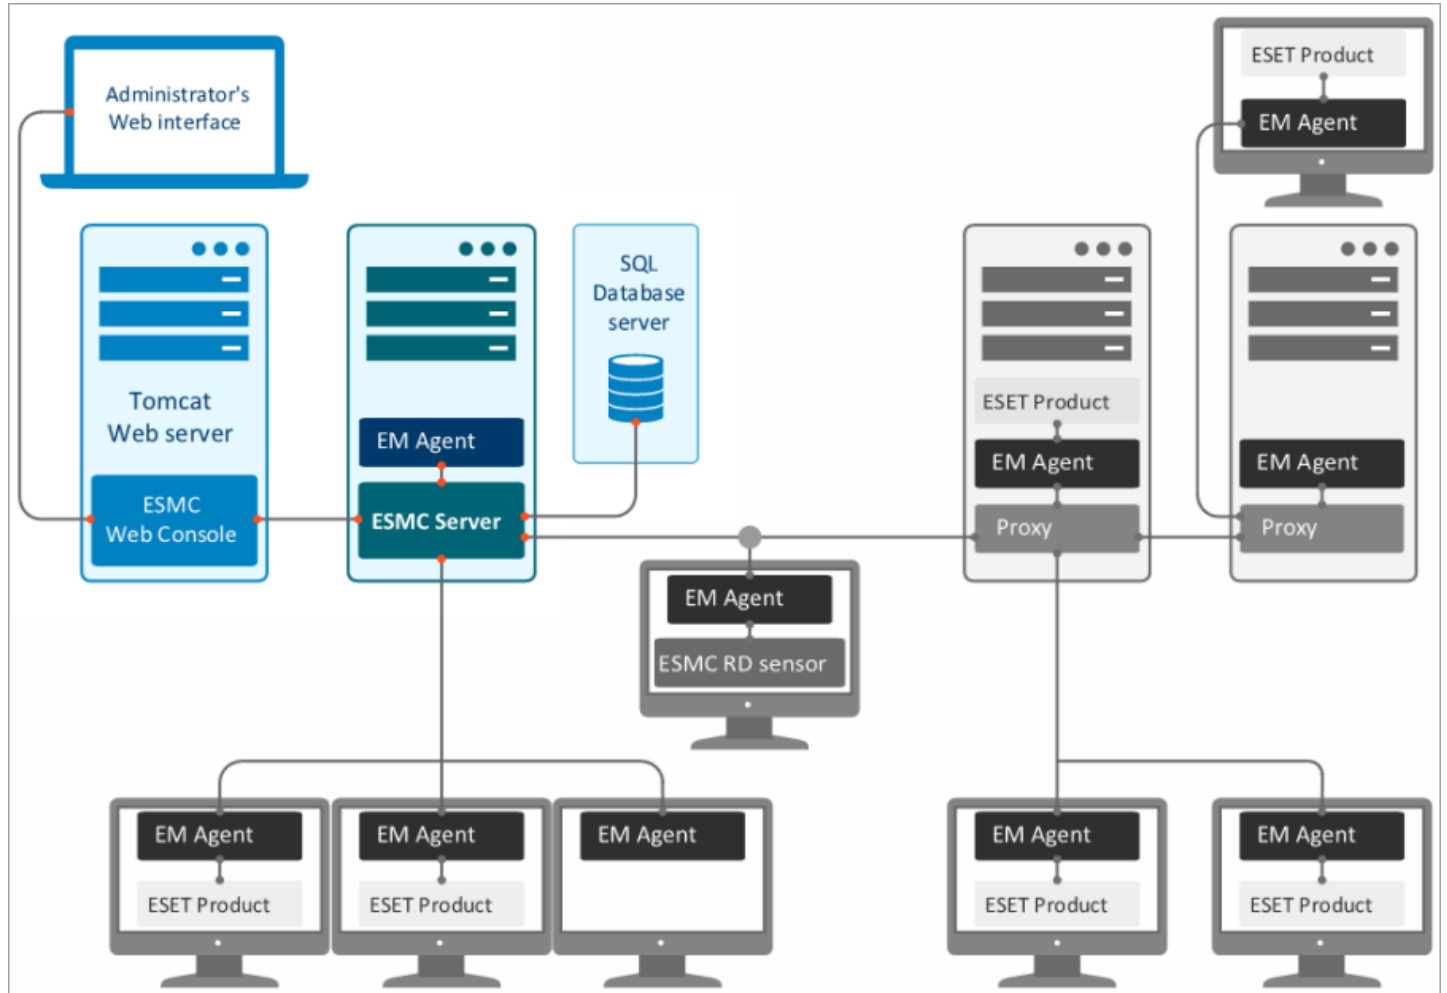 Administrator's
Web interface
ESET Product
EM Agent
Tomcat
Web server
ESMC
Web Console
EM Agent
ESMC Server
SQL
Database
server
ESET Product
EM Agent
Proxy
EM Agent
Proxy
EM Agent
ESMC RD sensor
EM Agent
ESET Product
EM Agent
ESET Product
EM Agent
EM Agent
ESET Product
EM Agent
ESET Product